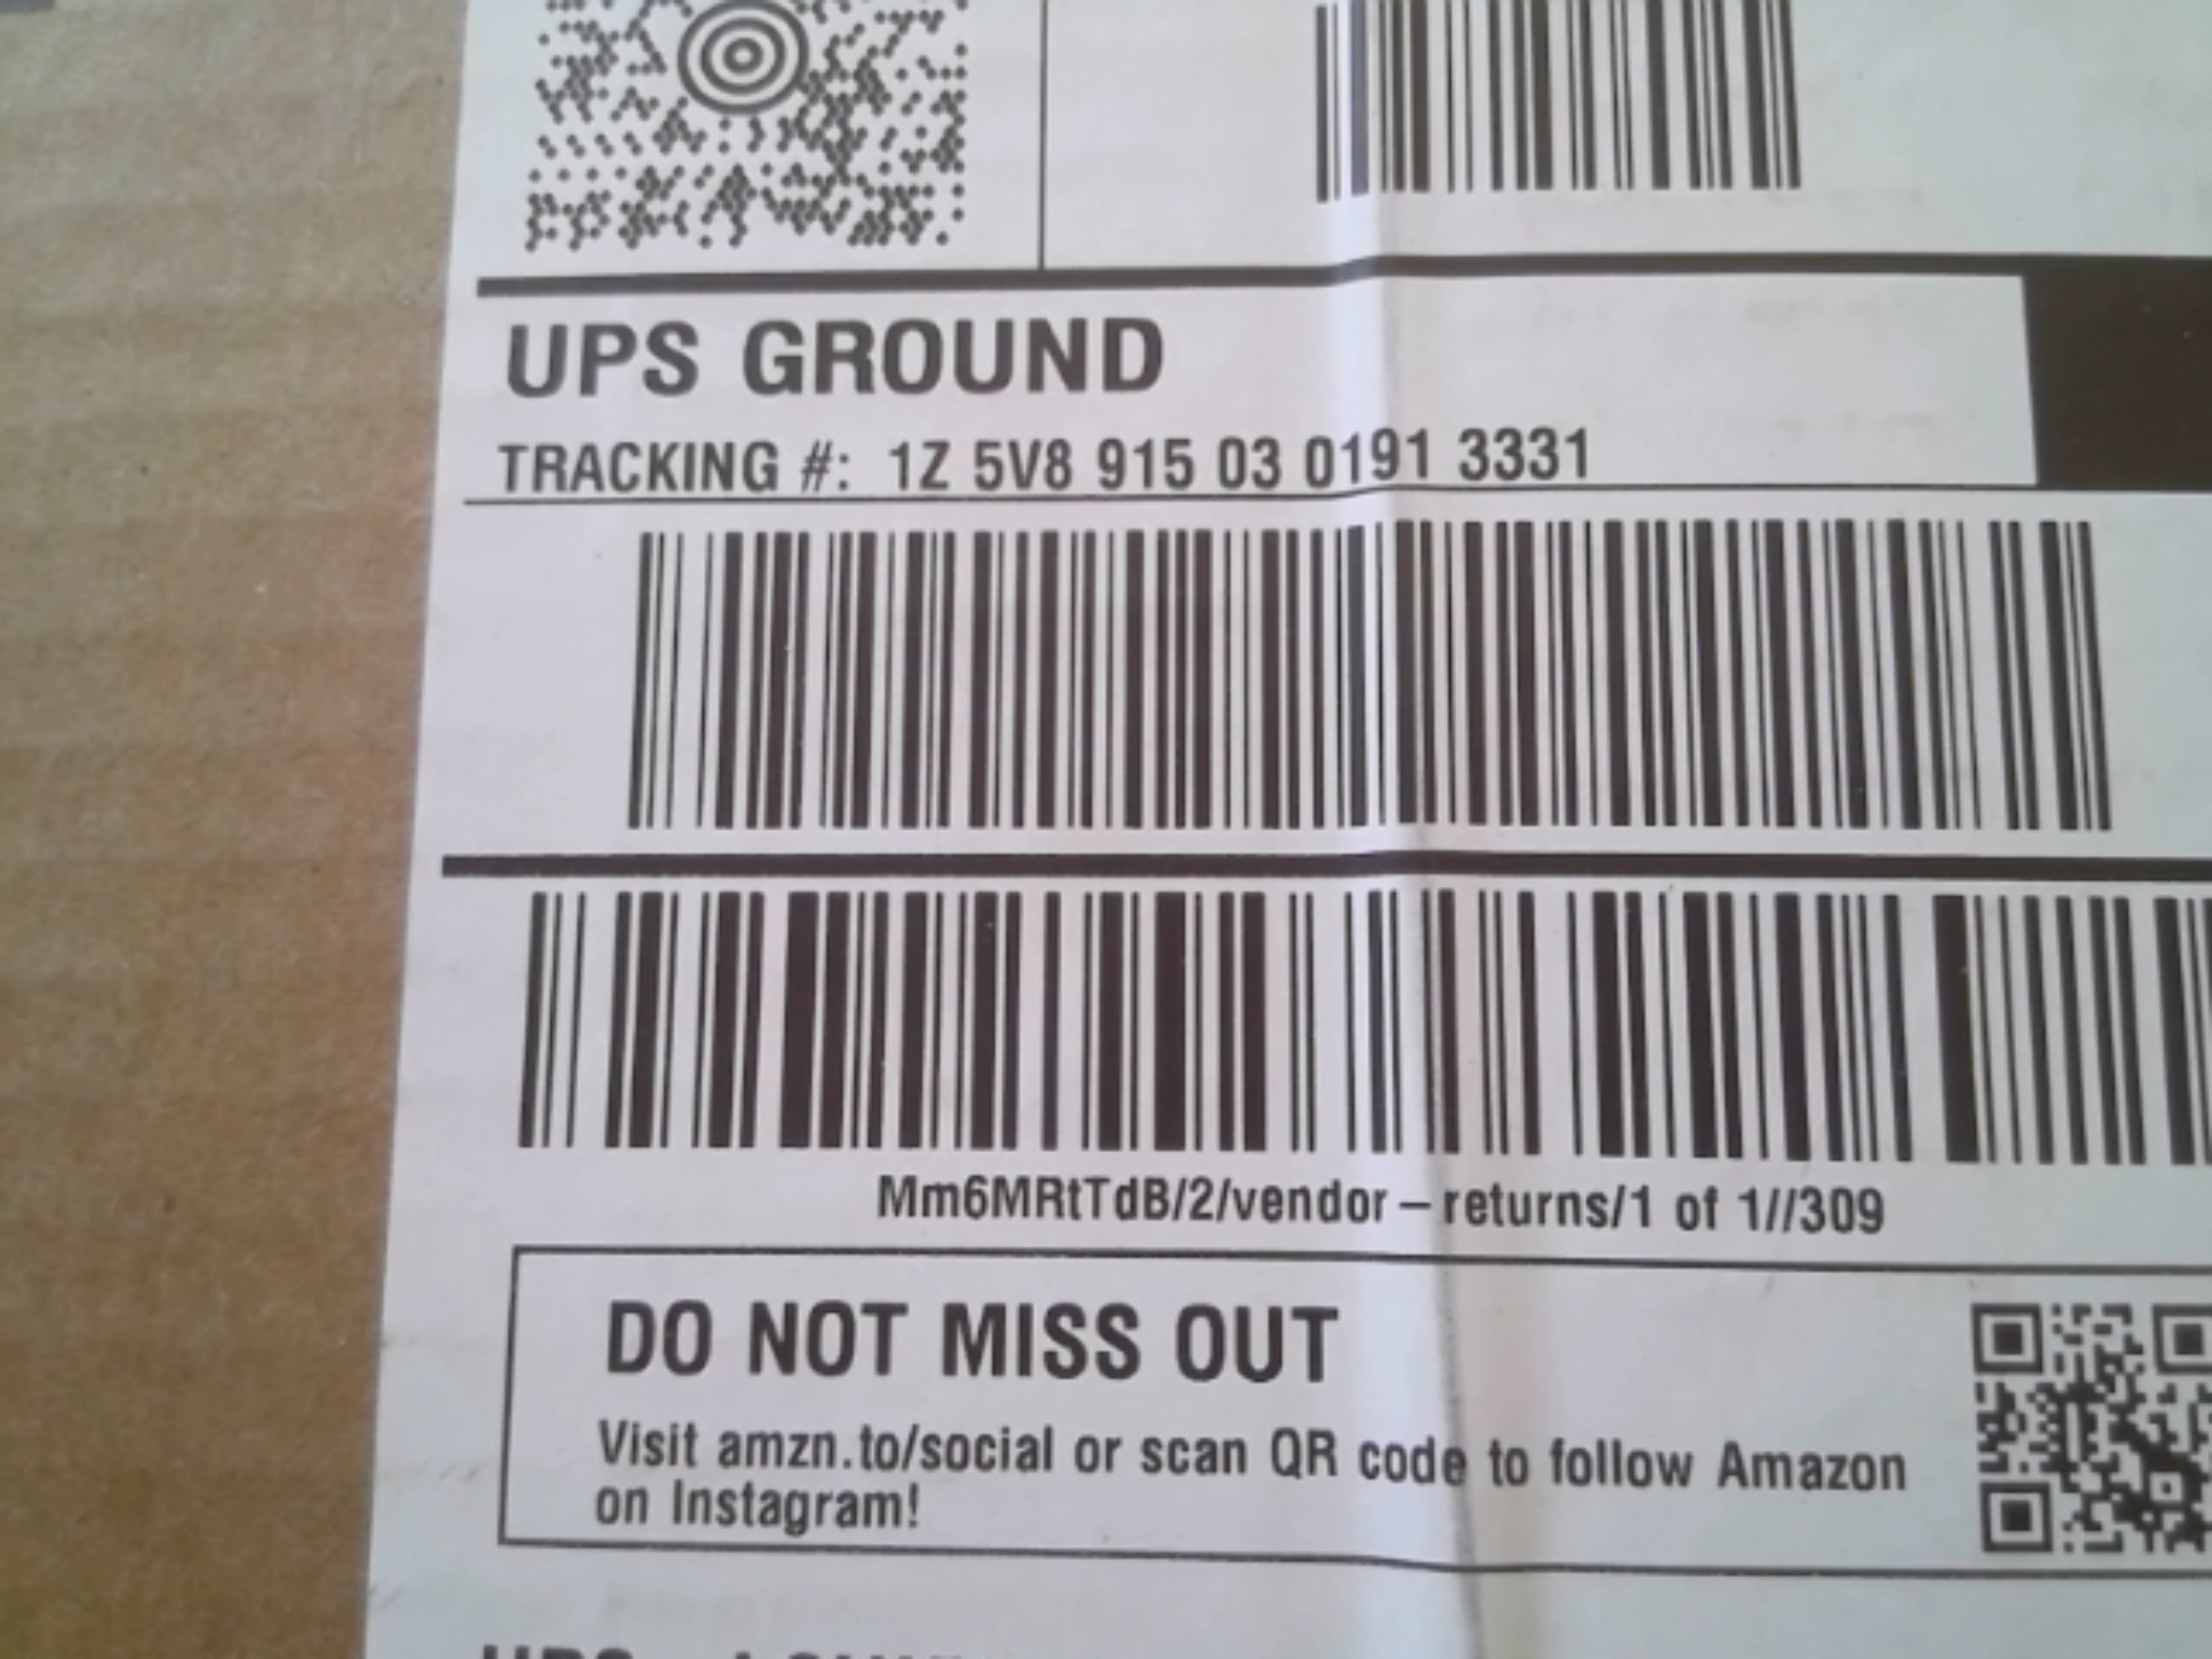 UPS GROUND
TRACKING #: 1Z 5V8 915 03 0191 3331
Mm6MRtTdB/2/vendor-returns/1 of 1//309
DO NOT MISS OUT
Visit amzn.to/social or scan QR code to follow Amazon
on Instagram!